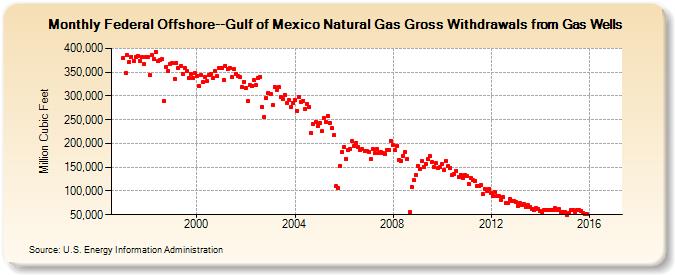 Monthly Federal Offshore--Gulf of Mexico Natural Gas Gross Withdrawals from Gas Wells
Million Cubic Feet
400,000
350,000
300,000
250,000
200,000
150,000
100,000
50,000
2000 2004 2008 2012 2016
Source: U.S. Energy Information Administration